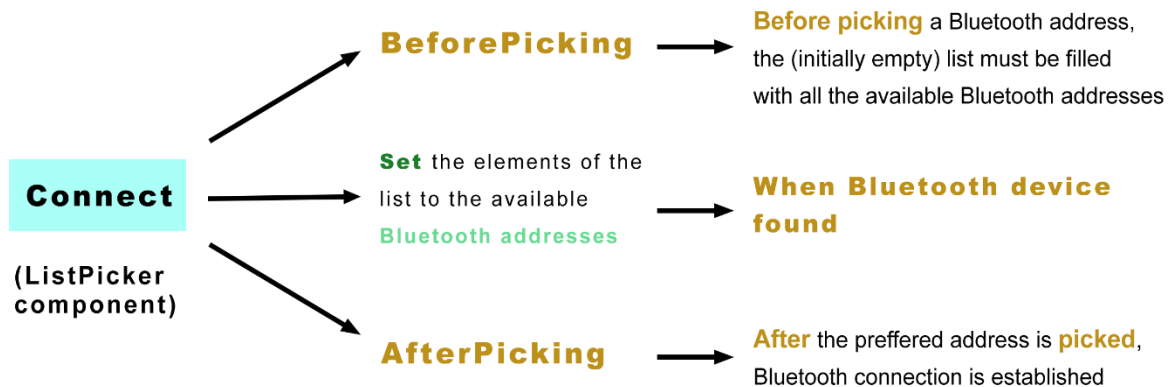 BeforePicking
Before picking a Bluetooth address,
the (initially empty) list must be filled
with all the available Bluetooth addresses
Connect
(ListPicker
component)
Set the elements of the
list to the available
Bluetooth addresses
When Bluetooth device
found
AfterPicking
After the preffered address is picked,
Bluetooth connection is established